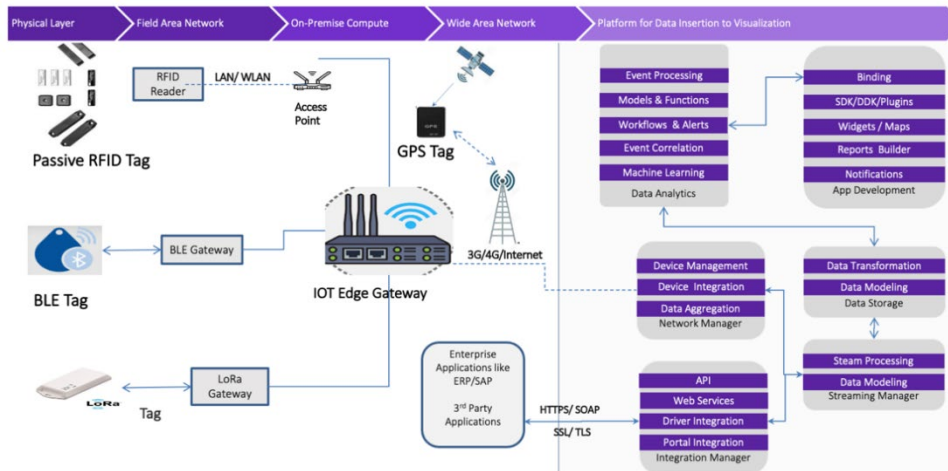 Physical Layer
Field Area Network
On-Premise Compute
Wide Area Network
Platform for Data Insertion to Visualization
RFID
Reader
LAN/ WLAN
Access
Point
Passive RFID Tag
GPS
GPS Tag
BLE Gateway
BLE Tag
IOT Edge Gateway
3G/4G/Internet
LoRa
Gateway
LoRa
Tag
Enterprise
Applications like
ERP/SAP
3rd Party
Applications
HTTPS/ SOAP
SSL/ TLS
Event Processing
Models & Functions
Workflows & Alerts
Event Correlation
Machine Learning
Data Analytics
Binding
SDK/DDK/Plugins
Widgets / Maps
Reports Builder
Notifications
App Development
Device Management
Device Integration
Data Aggregation
Network Manager
Data Transformation
Data Modeling
Data Storage
Steam Processing
Data Modeling
Streaming Manager
API
Web Services
Driver Integration
Portal Integration
Integration Manager